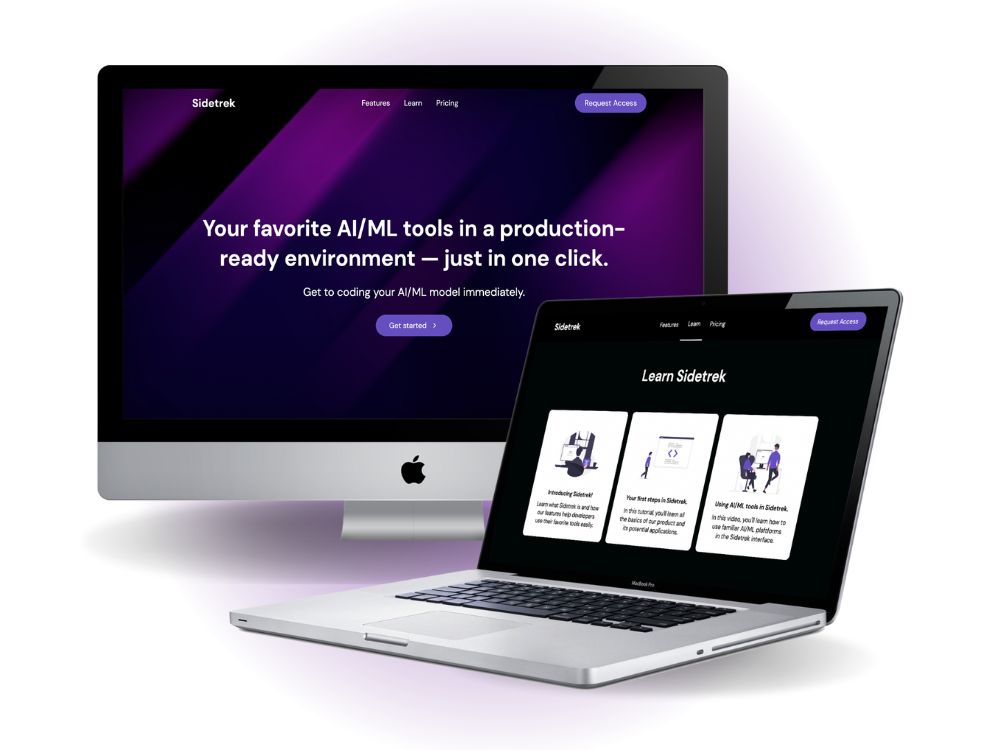 Sidetrek
Features Learn Pricing
Request Access
Your favorite AI/ML tools in a production-
ready environment — just in one click.
Get to coding your AI/ML model immediately.
Get started
Sidetrek
Features Learn Pricing
Request Access
Learn Sidetrek
Introducing Sidetrek!
Learn what Sidetrek is and how
our features help developers
use their favorite tools easily.
Your first steps in Sidetrek.
In this tutorial, you'll learn all
the basics of our product and
its potential applications.
Using AI/ML tools in Sidetrek.
In this video, you'll learn how to
use familiar AI/ML platforms
in the Sidetrek interface.
MacBook Pro